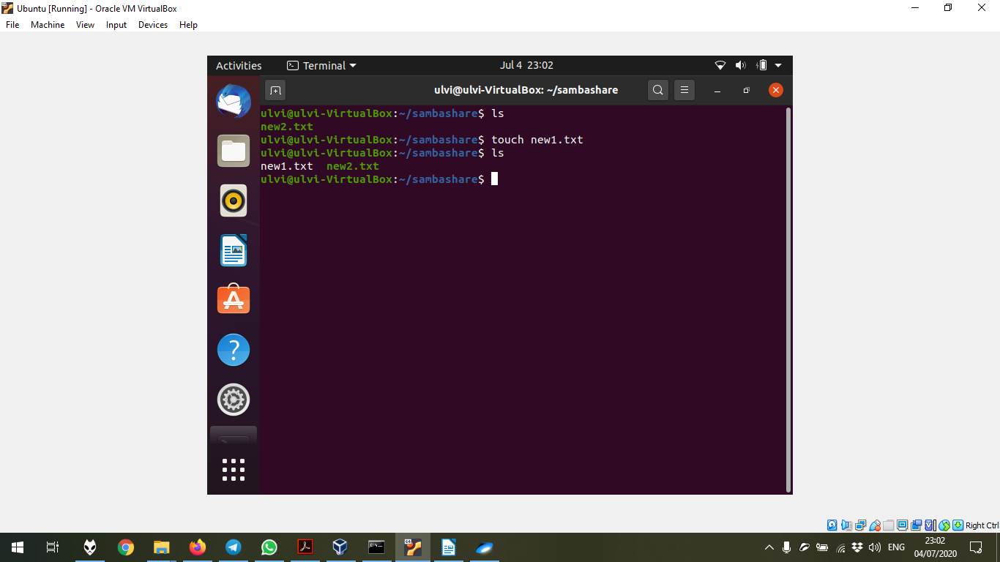 Ubuntu [Running] - Oracle VM VirtualBox
File Machine View Input Devices Help
Activities Terminal Jul 4 23:02
ulvi@ulvi-VirtualBox: ~/sambashare
ulvi@ulvi-VirtualBox:~/sambashare$ ls
new2.txt
ulvi@ulvi-VirtualBox:~/sambashare$ touch new1.txt
ulvi@ulvi-VirtualBox:~/sambashare$ ls
new1.txt new2.txt
ulvi@ulvi-VirtualBox:~/sambashare$
Right Ctrl
ENG
23:02
04/07/2020